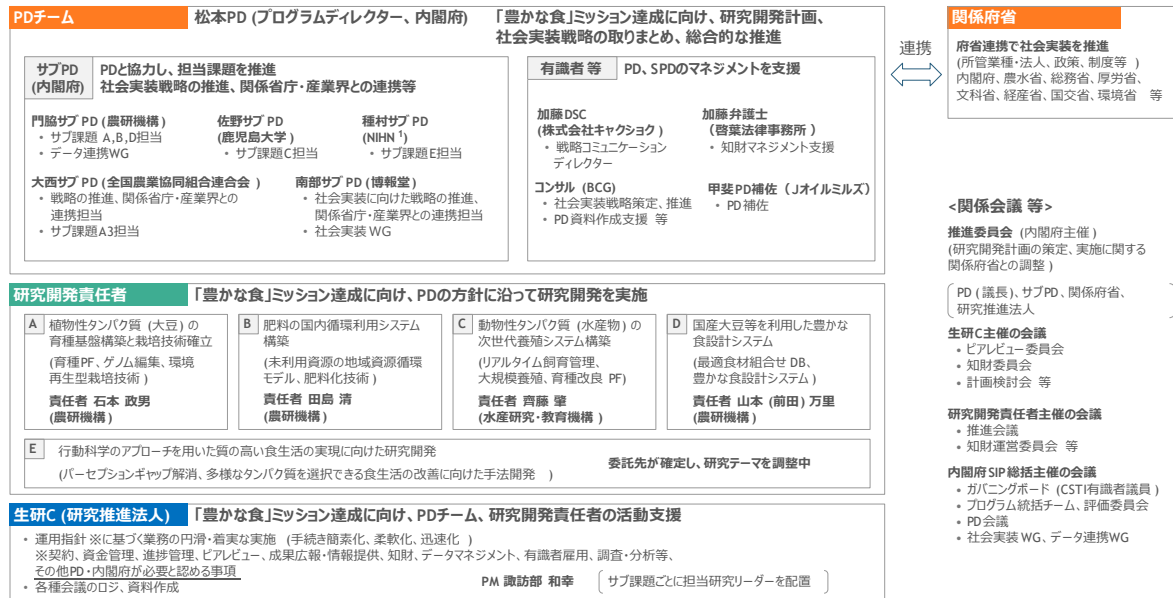 PDチーム
松本PD (プログラムディレクター、内閣府)
「豊かな食」ミッション達成に向け、研究開発計画、
社会実装戦略の取りまとめ、総合的な推進
サブPD
(内閣府)
PDと協力し、担当課題を推進
社会実装戦略の推進、関係省庁・産業界との連携等
門脇サブPD (農研機構)
• サブ課題 A,B,D担当
• データ連携WG
佐野サブPD
(鹿児島大学)
• サブ課題C担当
種村サブPD
(NIHN 1)
• サブ課題E担当
大西サブPD (全国農業協同組合連合会 )
• 戦略の推進、関係省庁・産業界との
連携担当
• サブ課題A3担当
南部サブPD (博報堂)
• 社会実装に向けた戦略の推進、
関係省庁・産業界との連携担当
• 社会実装 WG
有識者 等
PD、SPDのマネジメントを支援
加藤DSC
(株式会社キャクショク )
• 戦略コミュニケーション
ディレクター
加藤弁護士
(啓葉法律事務所 )
• 知財マネジメント支援
コンサル (BCG)
• 社会実装戦略策定、推進
• PD資料作成支援 等
甲斐PD補佐 (Jオイルミルズ)
• PD補佐
連携
関係府省
府省連携で社会実装を推進
(所管業種・法人、政策、制度等 )
内閣府、農水省、総務省、厚労省、
文科省、経産省、国交省、環境省 等
<関係会議 等>
推進委員会 (内閣府主催 )
(研究開発計画の策定、実施に関する
関係府省との調整 )
PD (議長)、サブPD、関係府省、
研究推進法人
生研C主催の会議
• ピアレビュー委員会
• 知財委員会
• 計画検討会 等
研究開発責任者主催の会議
• 推進会議
• 知財運営委員会 等
内閣府SIP総括主催の会議
• ガバニングボード (CSTI有識者議員 )
• プログラム統括チーム、評価委員会
• PD会議
• 社会実装 WG、データ連携WG
研究開発責任者
「豊かな食」ミッション達成に向け、PDの方針に沿って研究開発を実施
A
植物性タンパク質 (大豆) の
育種基盤構築と栽培技術確立
(育種PF、ゲノム編集、環境
再生型栽培技術 )
責任者 石本 政男
(農研機構)
B
肥料の国内循環利用システム
構築
(未利用資源の地域資源循環
モデル、肥料化技術 )
責任者 田島 清
(農研機構)
C
動物性タンパク質 (水産物) の
次世代養殖システム構築
(リアルタイム飼育管理、
大規模養殖、育種改良 PF)
責任者 齊藤 肇
(水産研究・教育機構 )
D
国産大豆等を利用した豊かな
食設計システム
(最適食材組合せ DB、
豊かな食設計システム )
責任者 山本 (前田) 万里
(農研機構)
E
行動科学のアプローチを用いた質の高い食生活の実現に向けた研究開発
(パーセプションギャップ解消、多様なタンパク質を選択できる食生活の改善に向けた手法開発 )
委託先が確定し、研究テーマを調整中
生研C (研究推進法人)
「豊かな食」ミッション達成に向け、PDチーム、研究開発責任者の活動支援
• 運用指針 ※に基づく業務の円滑・着実な実施 (手続き簡素化、柔軟化、迅速化 )
※契約、資金管理、進捗管理、ピアレビュー、成果広報・情報提供、知財、データマネジメント、有識者雇用、調査・分析等、
その他PD・内閣府が必要と認める事項
• 各種会議のロジ、資料作成
PM 諏訪部 和幸
サブ課題ごとに担当研究リーダーを配置